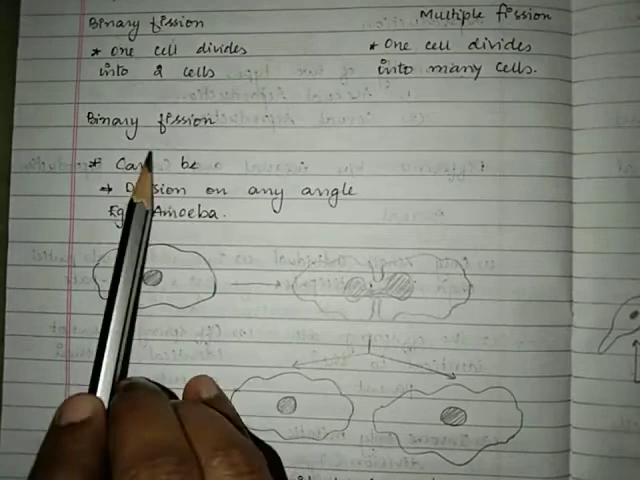 Binary fission
* One cell divides
into 2 cells
Multiple fission
* One cell divides
into many cells.
Binary fission
* Can be
→ on any angle
Eg Amoeba.